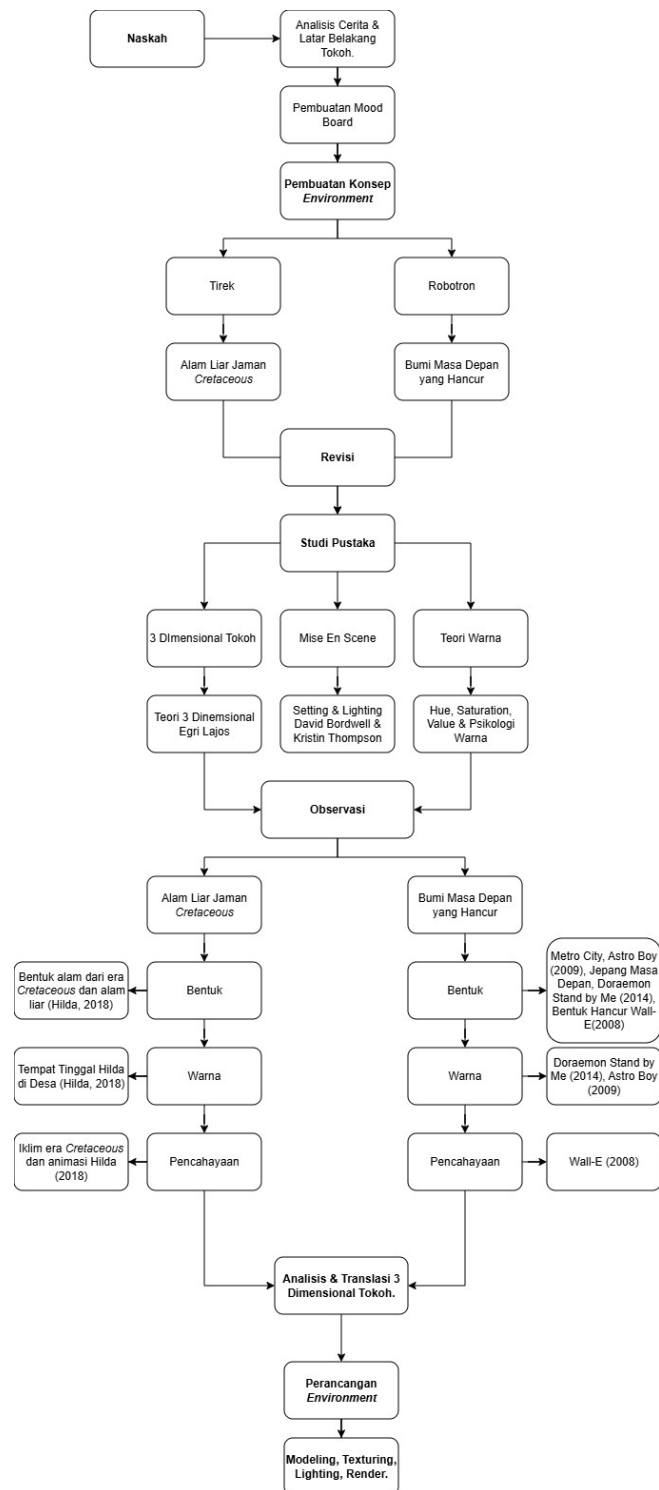 Naskah
Analisis Cerita &
Latar Belakang
Tokoh.
Pembuatan Mood
Board
Pembuatan Konsep
Environment
Tirek
Robotron
Alam Liar Jaman
Cretaceous
Bumi Masa Depan
yang Hancur
Revisi
Studi Pustaka
3 DImensional Tokoh
Mise En Scene
Teori Warna
Teori 3 Dinemsional
Egri Lajos
Setting & Lighting
David Bordwell &
Kristin Thompson
Hue, Saturation,
Value & Psikologi
Warna
Observasi
Alam Liar Jaman
Cretaceous
Bumi Masa Depan
yang Hancur
Bentuk alam dari era
Cretaceous dan alam
liar (Hilda, 2018)
Bentuk
Bentuk
Metro City, Astro Boy
(2009), Jepang Masa
Depan, Doraemon
Stand by Me (2014),
Bentuk Hancur Wall-
E(2008)
Tempat Tinggal Hilda
di Desa (Hilda, 2018)
Warna
Warna
Doraemon Stand by
Me (2014), Astro Boy
(2009)
Iklim era Cretaceous
dan animasi Hilda
(2018)
Pencahayaan
Pencahayaan
Wall-E (2008)
Analisis & Translasi 3
Dimensional Tokoh.
Perancangan
Environment
Modeling, Texturing,
Lighting, Render.